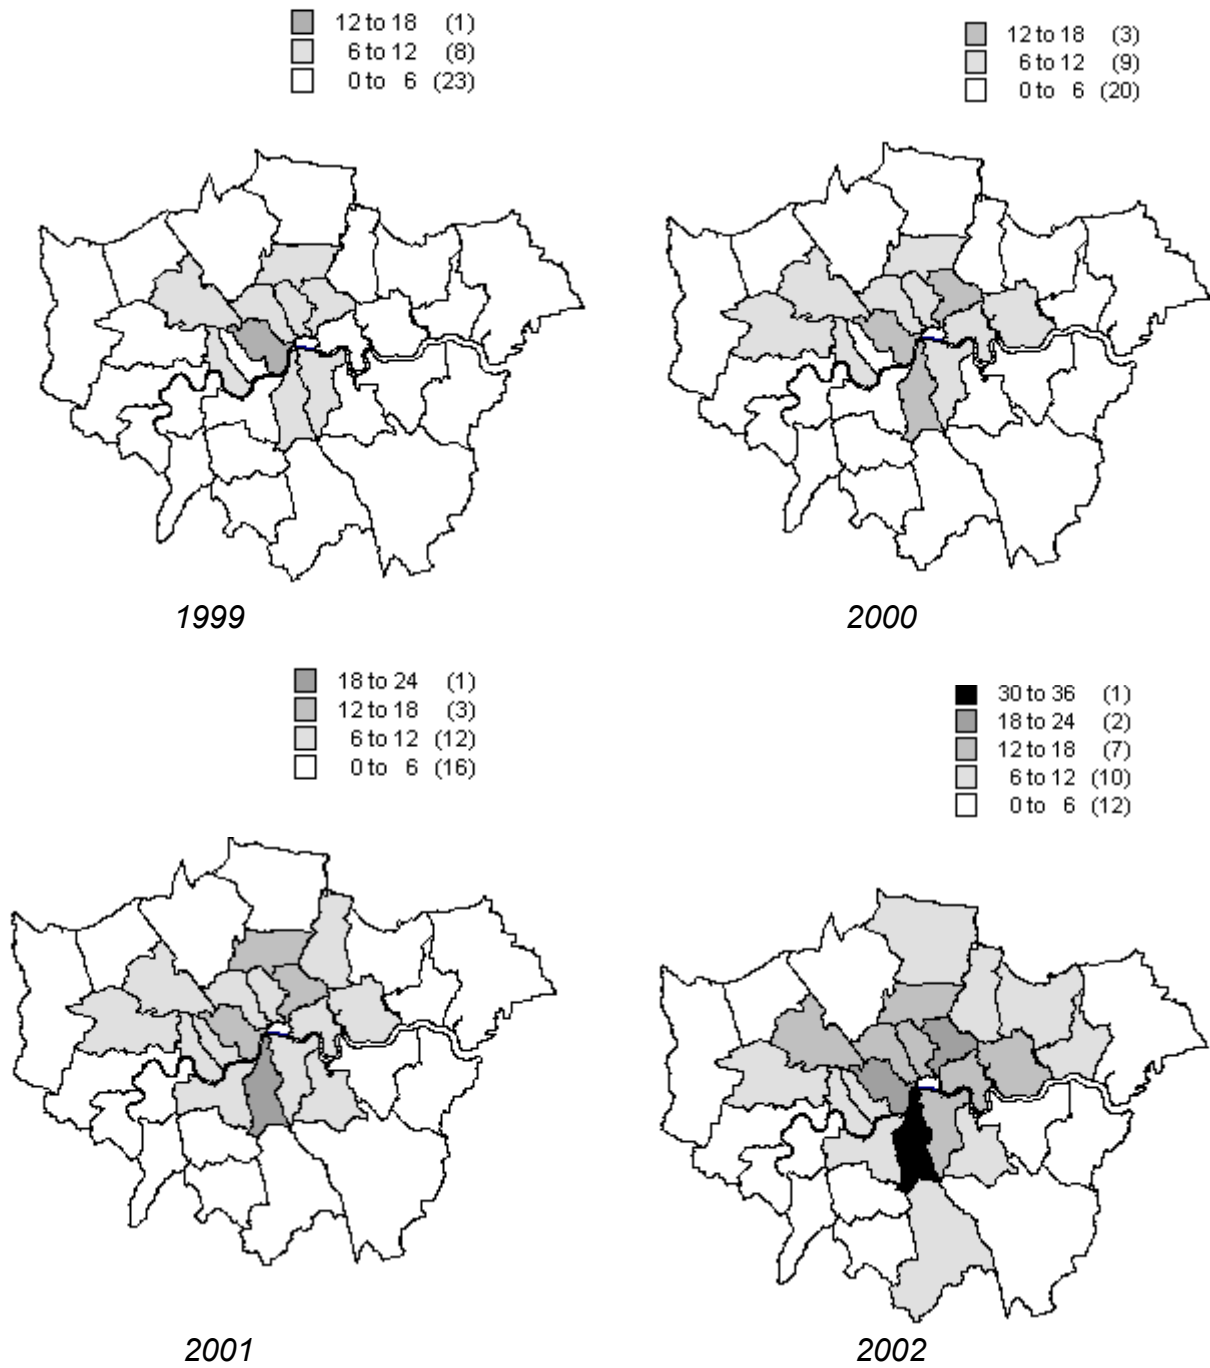 12 to 18 (1)
6 to 12 (8)
0 to 6 (23)
12 to 18 (3)
6 to 12 (9)
0 to 6 (20)
1999
2000
18 to 24 (1)
12 to 18 (3)
6 to 12 (12)
0 to 6 (16)
30 to 36 (1)
18 to 24 (2)
12 to 18 (7)
6 to 12 (10)
0 to 6 (12)
2001
2002